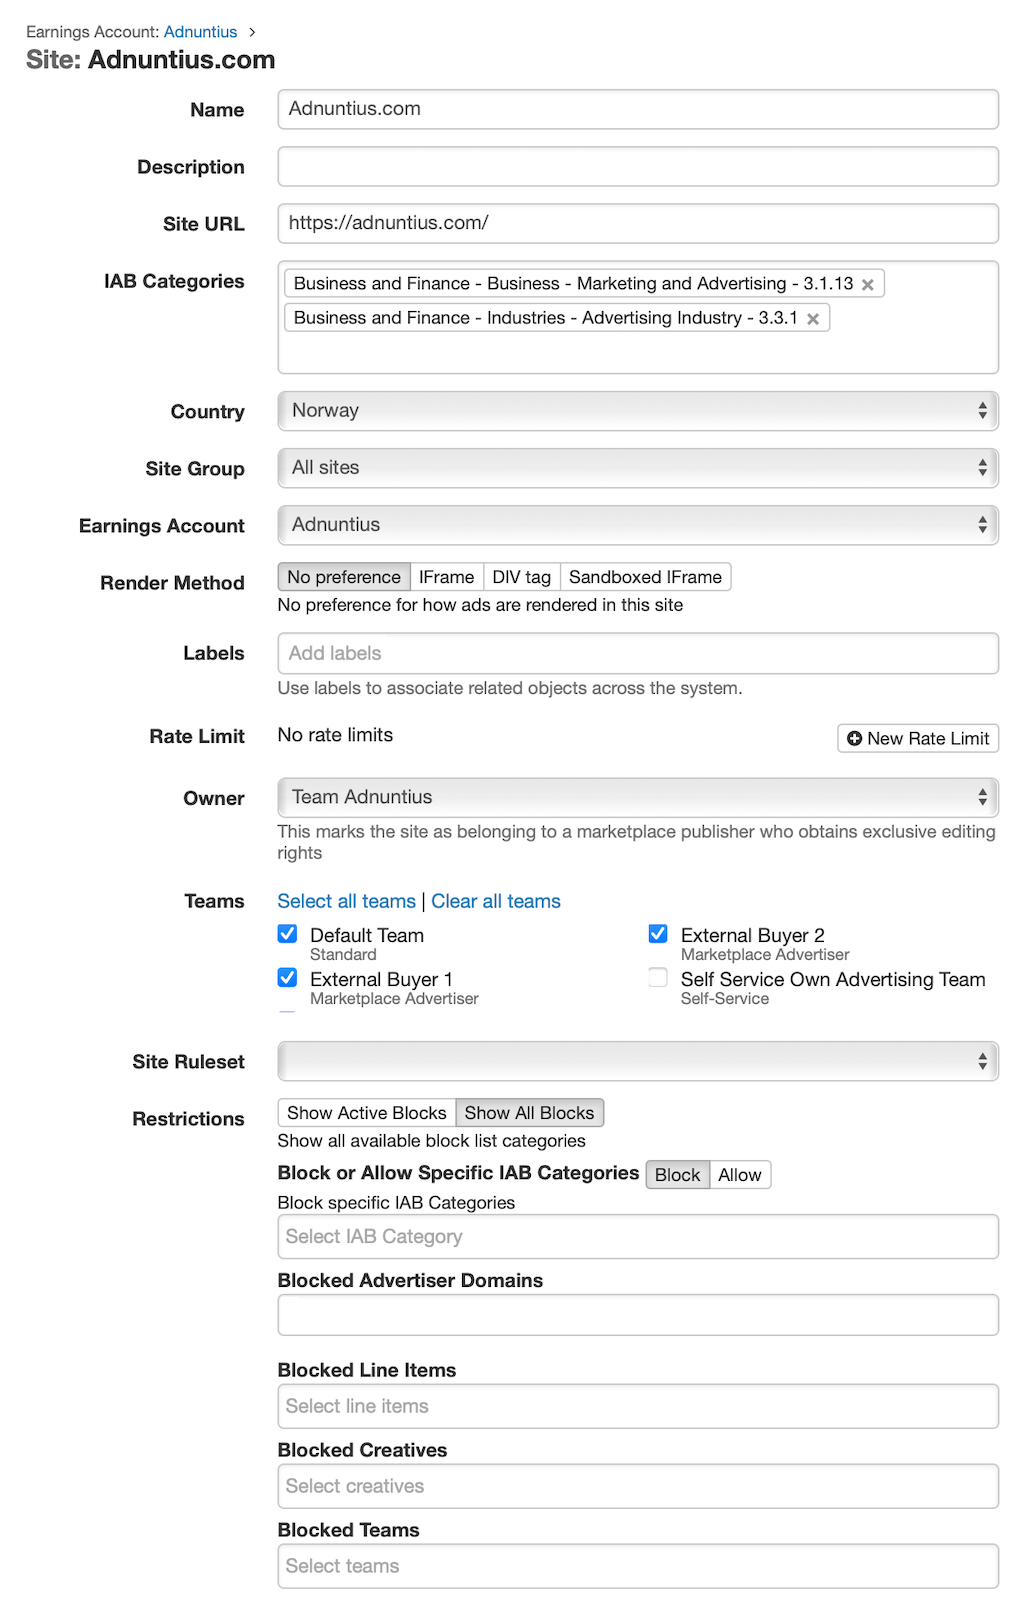 Earnings Account: Adnuntius >
Site: Adnuntius.com
Name
Adnuntius.com
Description
Site URL
https://adnuntius.com/
IAB Categories
Business and Finance - Business - Marketing and Advertising - 3.1.13 ×
Business and Finance - Industries - Advertising Industry - 3.3.1 ×
Country
Norway
Site Group
All sites
Earnings Account
Adnuntius
Render Method
No preference IFrame DIV tag Sandboxed IFrame
No preference for how ads are rendered in this site
Labels
Add labels
Use labels to associate related objects across the system.
Rate Limit
No rate limits
New Rate Limit
Owner
Team Adnuntius
This marks the site as belonging to a marketplace publisher who obtains exclusive editing
rights
Teams
Select all teams | Clear all teams
Default Team
Standard
External Buyer 2
Marketplace Advertiser
External Buyer 1
Marketplace Advertiser
Self Service Own Advertising Team
Self-Service
Site Ruleset
Restrictions
Show Active Blocks Show All Blocks
Show all available block list categories
Block or Allow Specific IAB Categories Block Allow
Block specific IAB Categories
Select IAB Category
Blocked Advertiser Domains
Blocked Line Items
Select line items
Blocked Creatives
Select creatives
Blocked Teams
Select teams